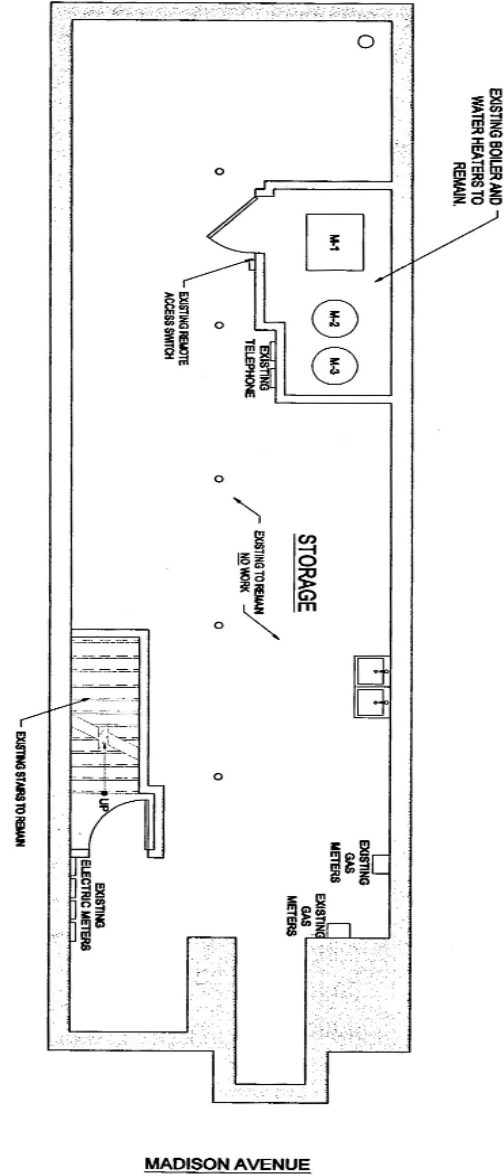 EXISTING BOILER AND
WATER HEATERS TO
REMAIN.
M-1
M-2
M-3
EXISTING REMOTE
ACCESS SWITCH
EXISTING
TELEPHONE
STORAGE
EXISTING TO REMAIN
NO WORK
UP
EXISTING STAIRS TO REMAIN
EXISTING
GAS
METERS
EXISTING
GAS
METERS
EXISTING
ELECTRIC METERS
MADISON AVENUE